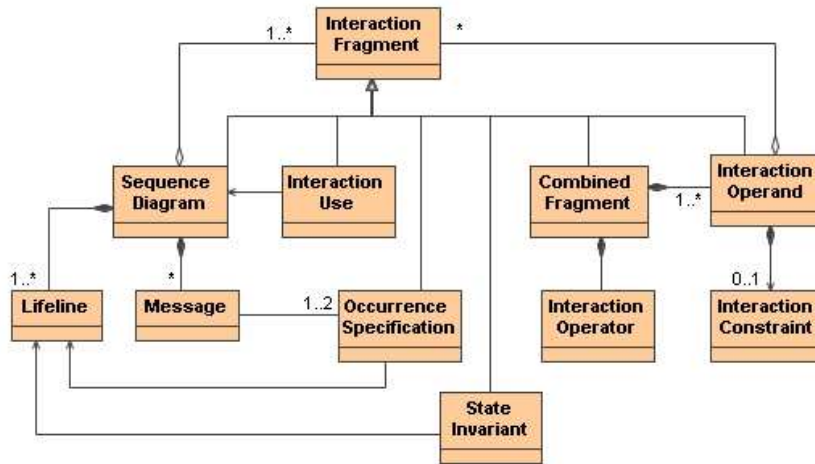 Interaction
Fragment
1..*
*
Sequence
Diagram
Interaction
Use
Combined
Fragment
Interaction
Operand
1..*
1..*
*
0..1
Lifeline
Message
1..2
Occurrence
Specification
Interaction
Operator
Interaction
Constraint
State
Invariant